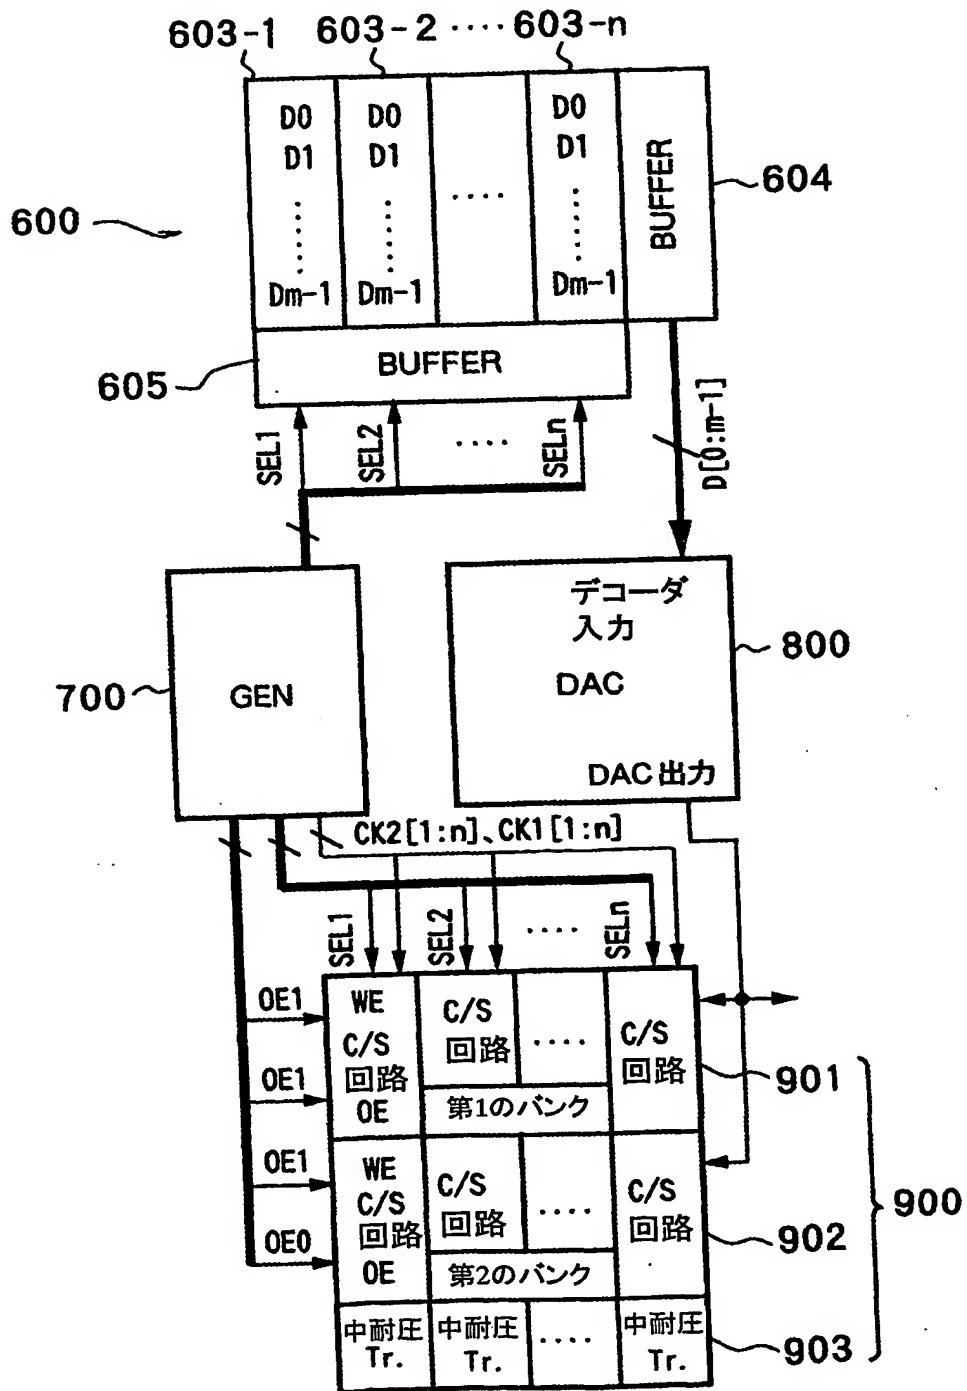 603-1 603-2 ···· 603-n
D0 D0 D0
D1 D1 D1
Dm-1 Dm-1 ···· Dm-1
BUFFER
604
600
BUFFER
605
SEL1 SEL2 ···· SELn
D[0:m-1]
デコーダ
入力
DAC
DAC出力
800
GEN
700
CK2[1:n]、CK1[1:n]
SEL1 SEL2 ···· SELn
OE1
OE1
OE1
OE0
WE
C/S
回路
OE
C/S
回路
····
C/S
回路
第1のバンク
901
WE
C/S
回路
OE
C/S
回路
····
C/S
回路
第2のバンク
902
900
中耐圧
Tr.
中耐圧
Tr.
····
中耐圧
Tr.
903